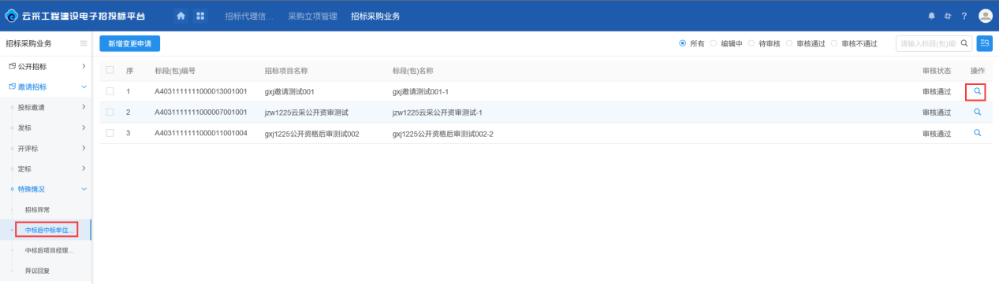 云采工程建设电子招投标平台 招标代理信... 采购立项管理 招标采购业务 ?
招标采购业务 新增变更申请 所有 编辑中 待审核 审核通过 审核不通过 请输入标段(包)编
公开招标 序 标段(包)编号 招标项目名称 标段(包)名称 审核状态 操作
邀请招标 1 A4031111111000013001001 gxj邀请测试001 gxj邀请测试001-1 审核通过
投标邀请 2 A4031111111000007001001 jzw1225云采公开资审测试 jzw1225云采公开资审测试-1 审核通过
发标 3 A4031111111000011001004 gxj1225公开资格后审测试002 gxj1225公开资格后审测试002-2 审核通过
开评标
定标
特殊情况
招标异常
中标后中标单位...
中标后项目经理...
异议回复